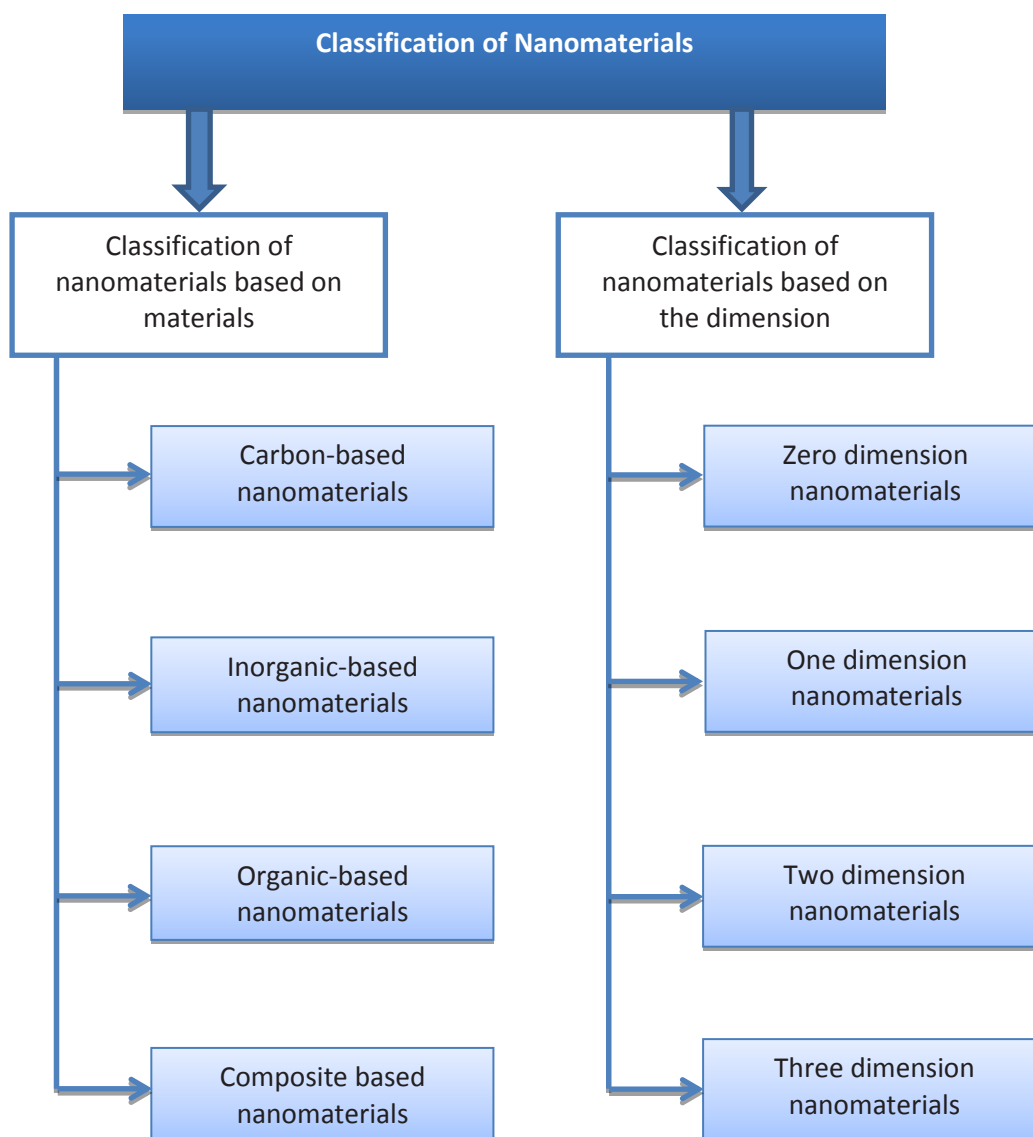 Classification of Nanomaterials
Classification of
nanomaterials based on
materials
Carbon-based
nanomaterials
Inorganic-based
nanomaterials
Organic-based
nanomaterials
Composite based
nanomaterials
Classification of
nanomaterials based on
the dimension
Zero dimension
nanomaterials
One dimension
nanomaterials
Two dimension
nanomaterials
Three dimension
nanomaterials